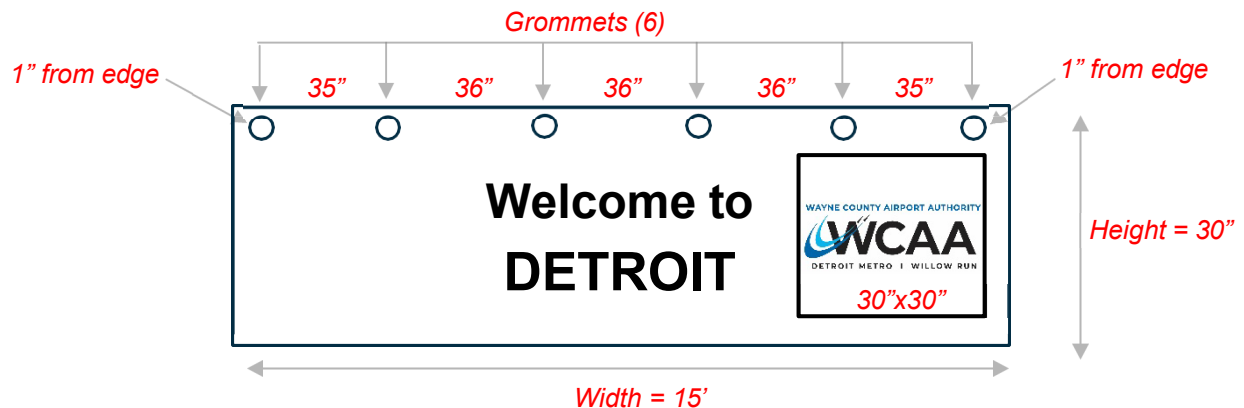 Grommets (6)
1” from edge
35”
36”
36”
36”
35”
1” from edge
Welcome to
DETROIT
WAYNE COUNTY AIRPORT AUTHORITY
WCAA
DETROIT METRO | WILLOW RUN
30”x30”
Height = 30”
Width = 15’